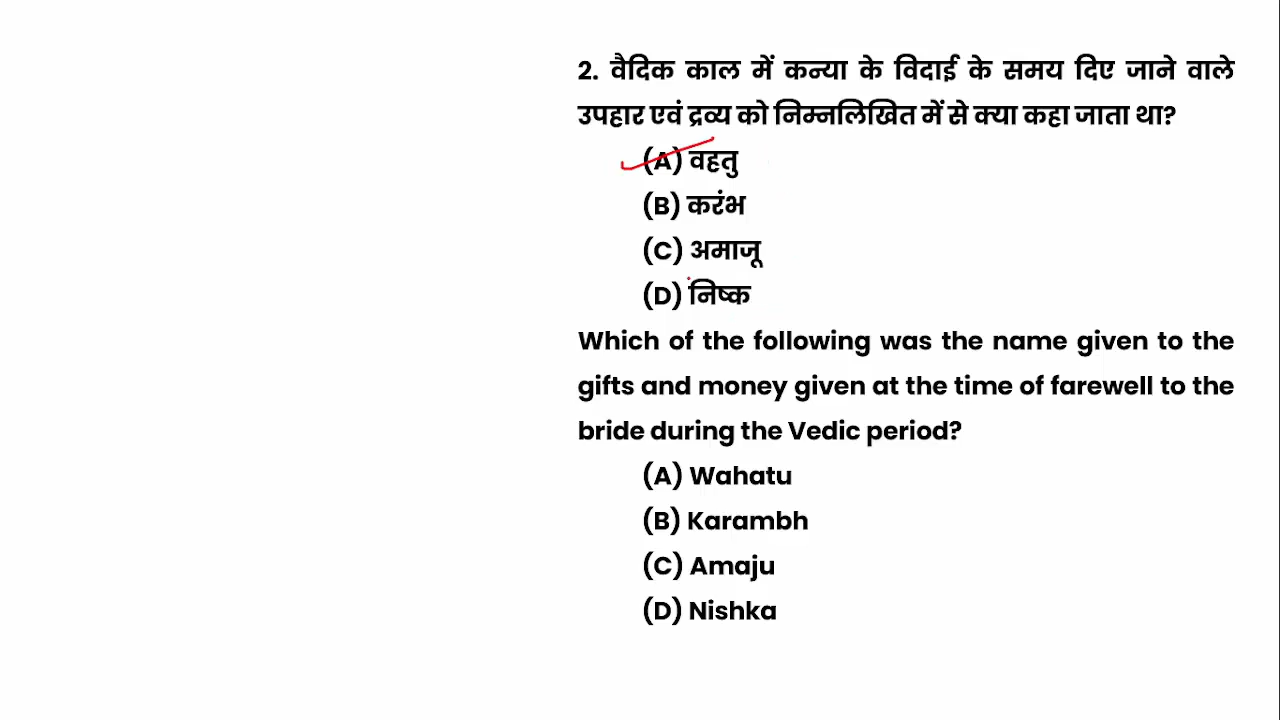 2. वैदिक काल में कन्या के विदाई के समय दिए जाने वाले
उपहार एवं द्रव्य को निम्नलिखित में से क्या कहा जाता था?
(A) वहतु
(B) करंभ
(C) अमाजू
(D) निष्क
Which of the following was the name given to the
gifts and money given at the time of farewell to the
bride during the Vedic period?
(A) Wahatu
(B) Karambh
(C) Amaju
(D) Nishka